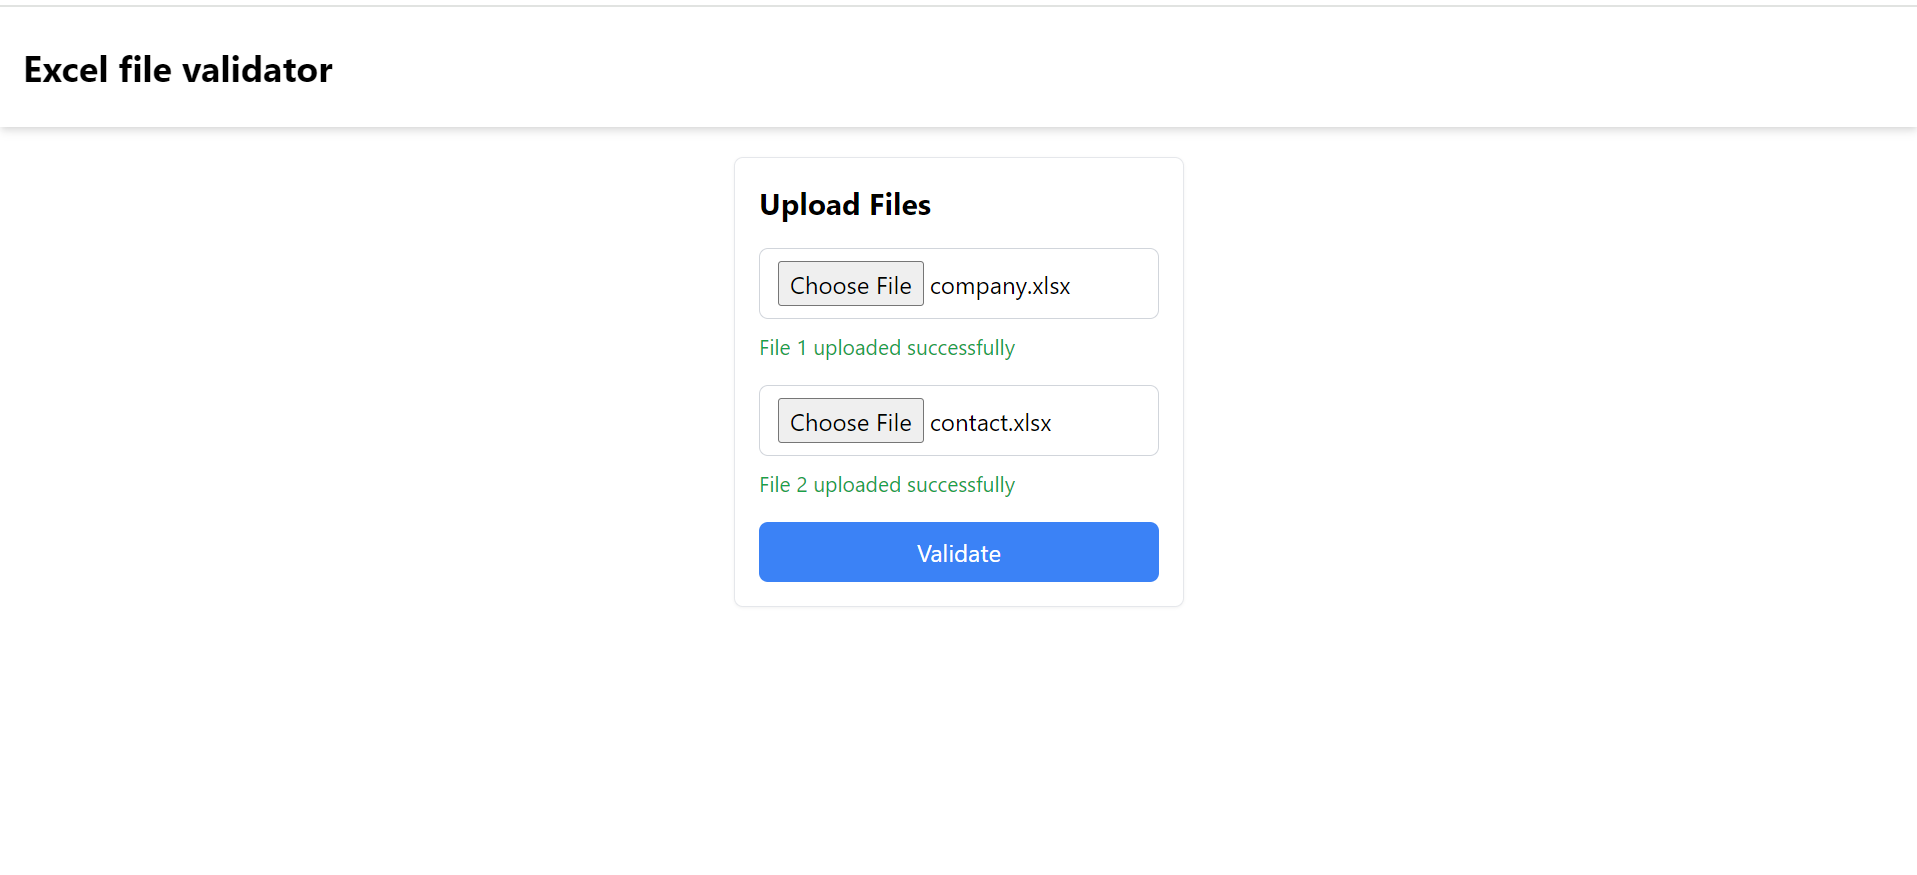 Excel file validator
Upload Files
Choose File company.xlsx
File 1 uploaded successfully
Choose File contact.xlsx
File 2 uploaded successfully
Validate